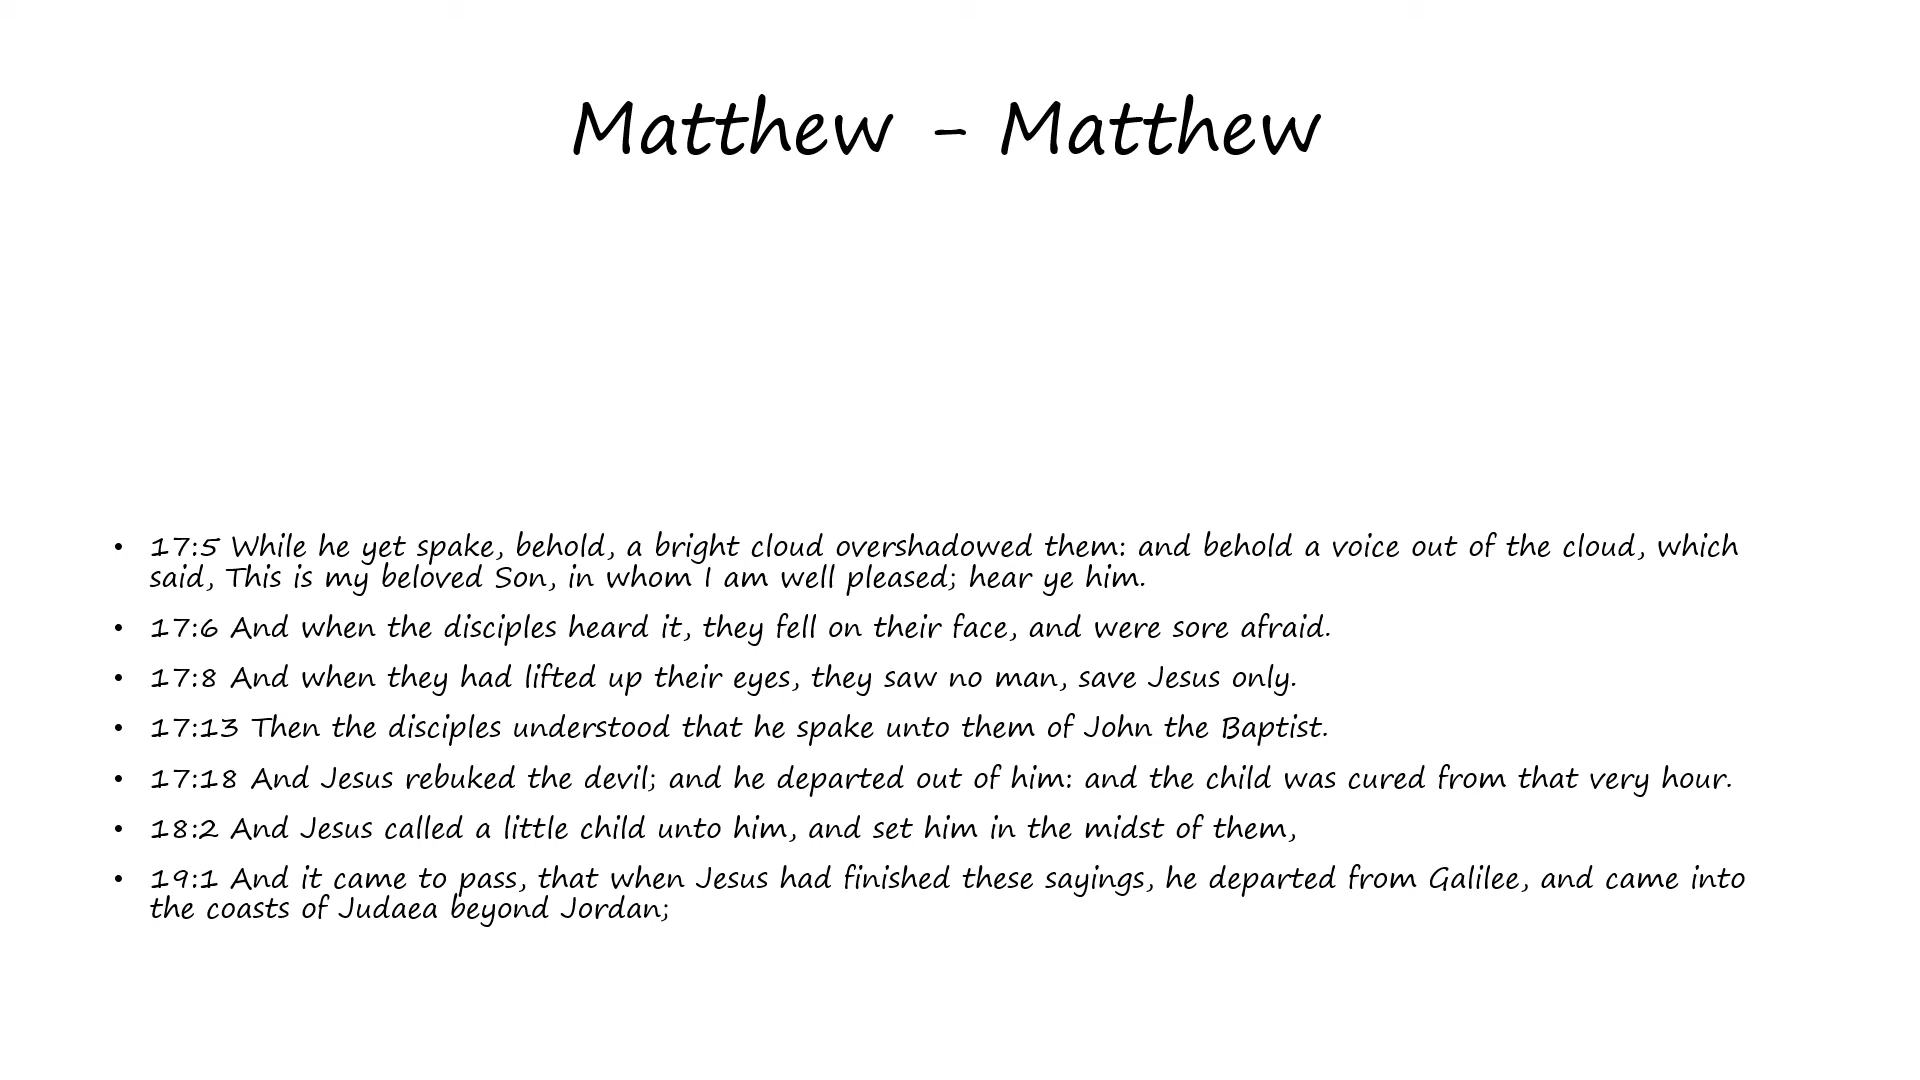 Matthew - Matthew
• 17:5 While he yet spake, behold, a bright cloud overshadowed them: and behold a voice out of the cloud, which
said, This is my beloved Son, in whom I am well pleased; hear ye him.
• 17:6 And when the disciples heard it, they fell on their face, and were sore afraid.
• 17:8 And when they had lifted up their eyes, they saw no man, save Jesus only.
• 17:13 Then the disciples understood that he spake unto them of John the Baptist.
• 17:18 And Jesus rebuked the devil; and he departed out of him: and the child was cured from that very hour.
• 18:2 And Jesus called a little child unto him, and set him in the midst of them,
• 19:1 And it came to pass, that when Jesus had finished these sayings, he departed from Galilee, and came into
the coasts of Judaea beyond Jordan;